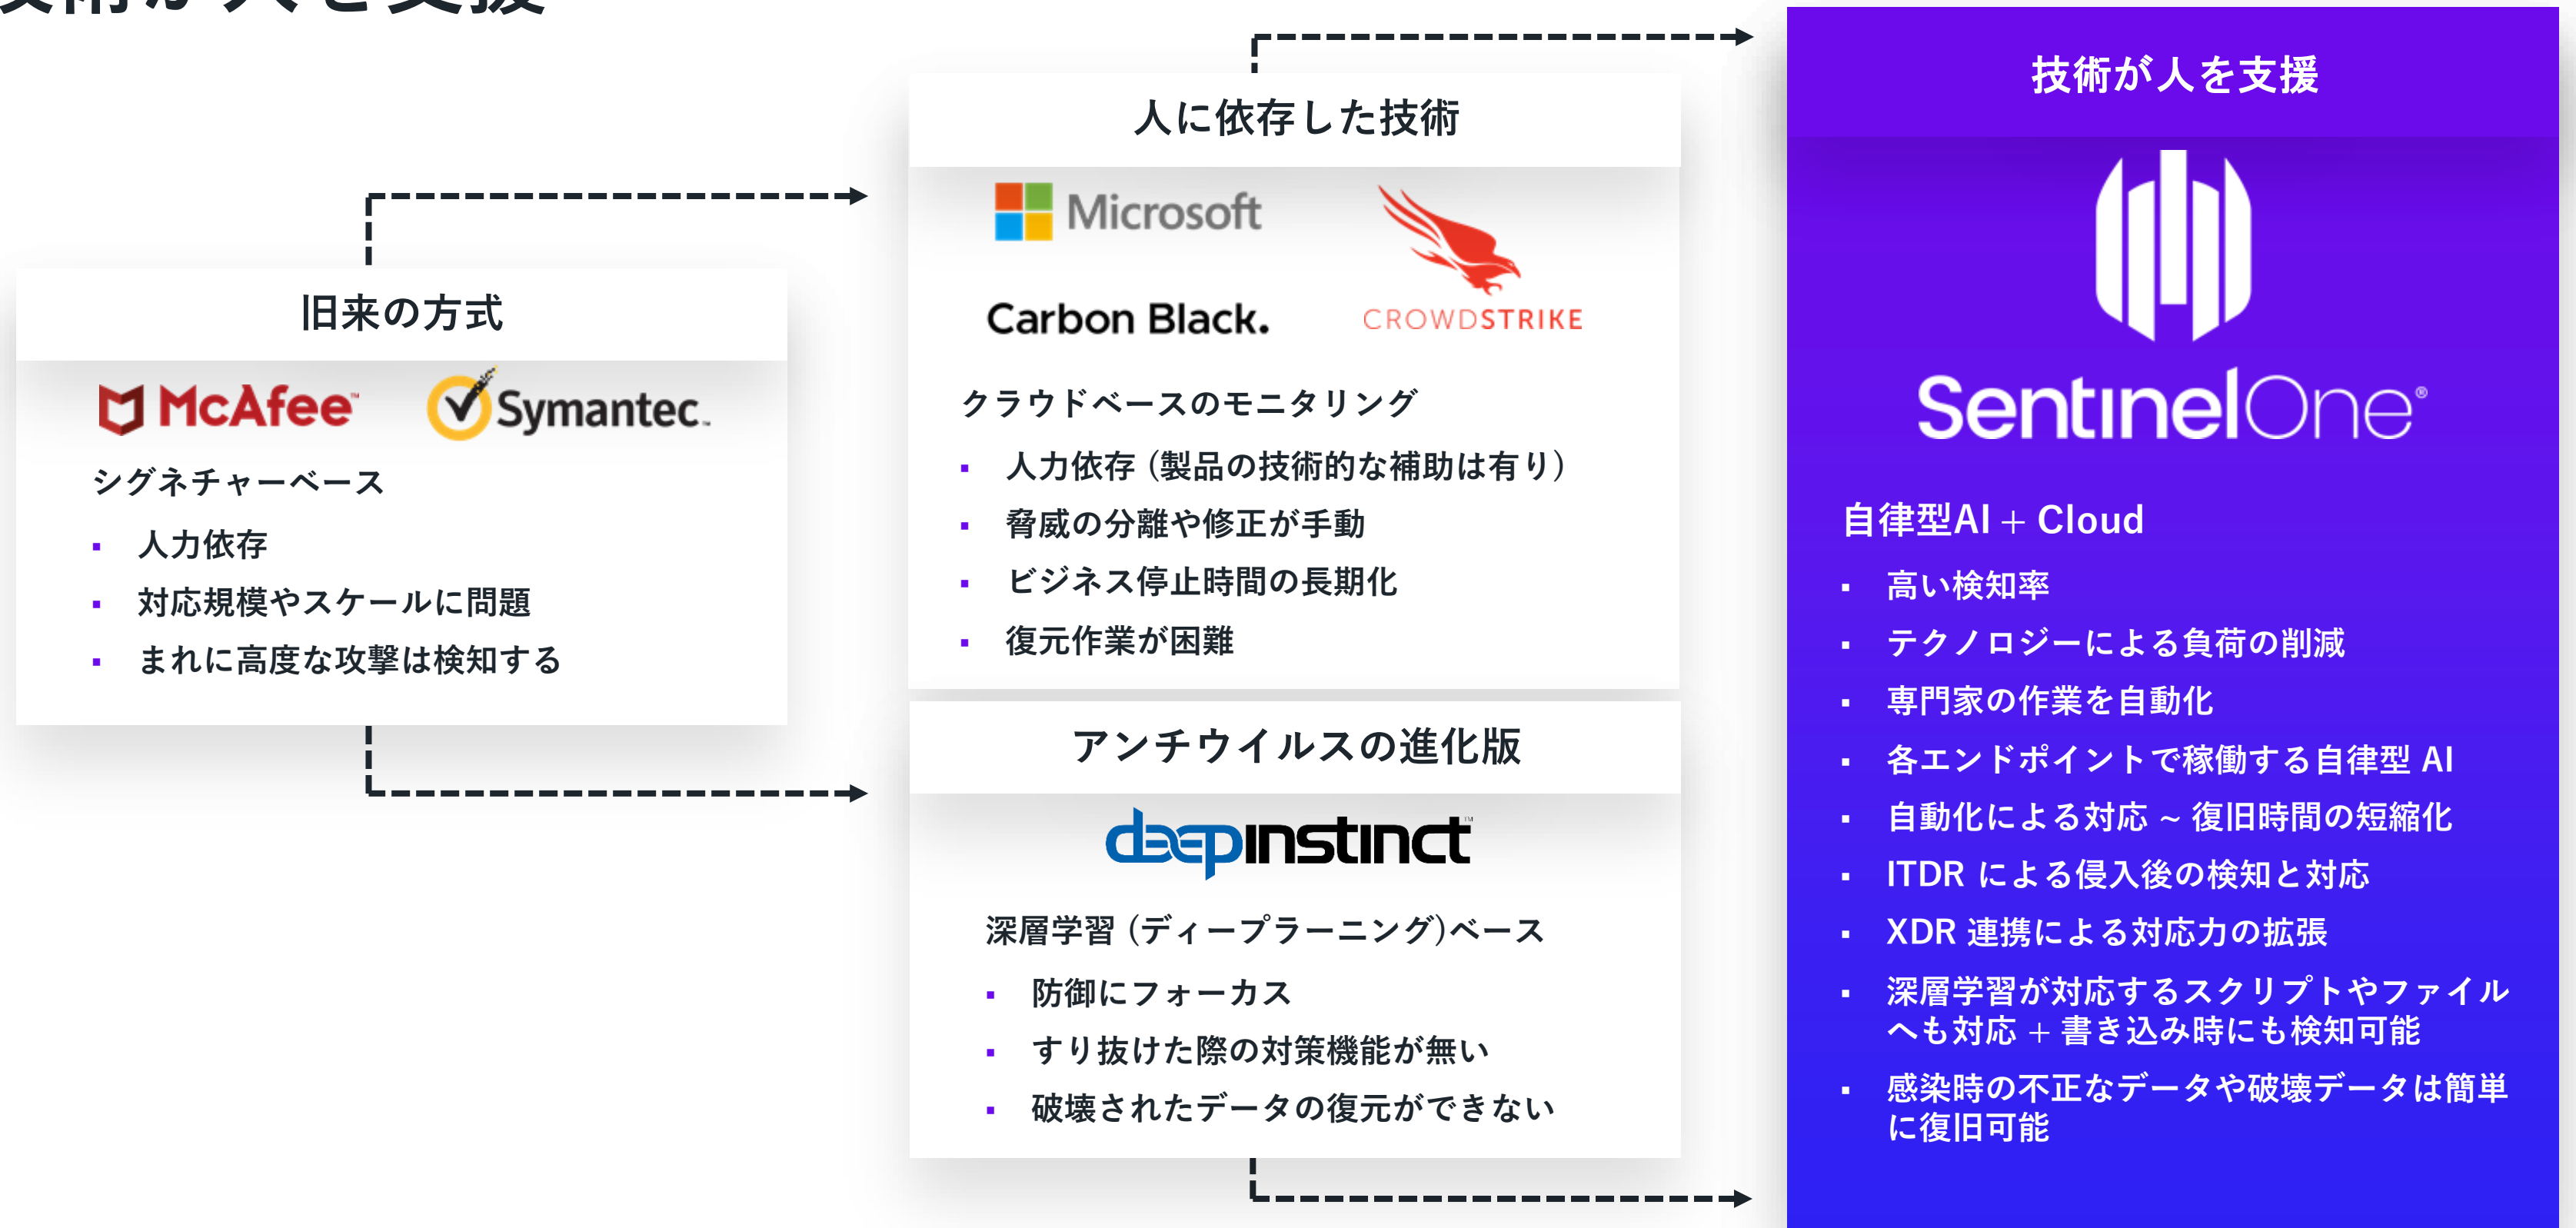 技術が人を支援
旧来の方式
McAfee™
Symantec™
シグネチャーベース
▪ 人力依存
▪ 対応規模やスケールに問題
▪ まれに高度な攻撃は検知する
人に依存した技術
Microsoft
CROWDSTRIKE
Carbon Black.
クラウドベースのモニタリング
▪ 人力依存 (製品の技術的な補助は有り)
▪ 脅威の分離や修正が手動
▪ ビジネス停止時間の長期化
▪ 復元作業が困難
アンチウイルスの進化版
deepinstinct™
深層学習 (ディープラーニング)ベース
▪ 防御にフォーカス
▪ すり抜けた際の対策機能が無い
▪ 破壊されたデータの復元ができない
技術が人を支援
SentinelOne®
自律型AI + Cloud
▪ 高い検知率
▪ テクノロジーによる負荷の削減
▪ 専門家の作業を自動化
▪ 各エンドポイントで稼働する自律型 AI
▪ 自動化による対応 ~ 復旧時間の短縮化
▪ ITDR による侵入後の検知と対応
▪ XDR 連携による対応力の拡張
▪ 深層学習が対応するスクリプトやファイル
へも対応 + 書き込み時にも検知可能
▪ 感染時の不正なデータや破壊データは簡単
に復旧可能